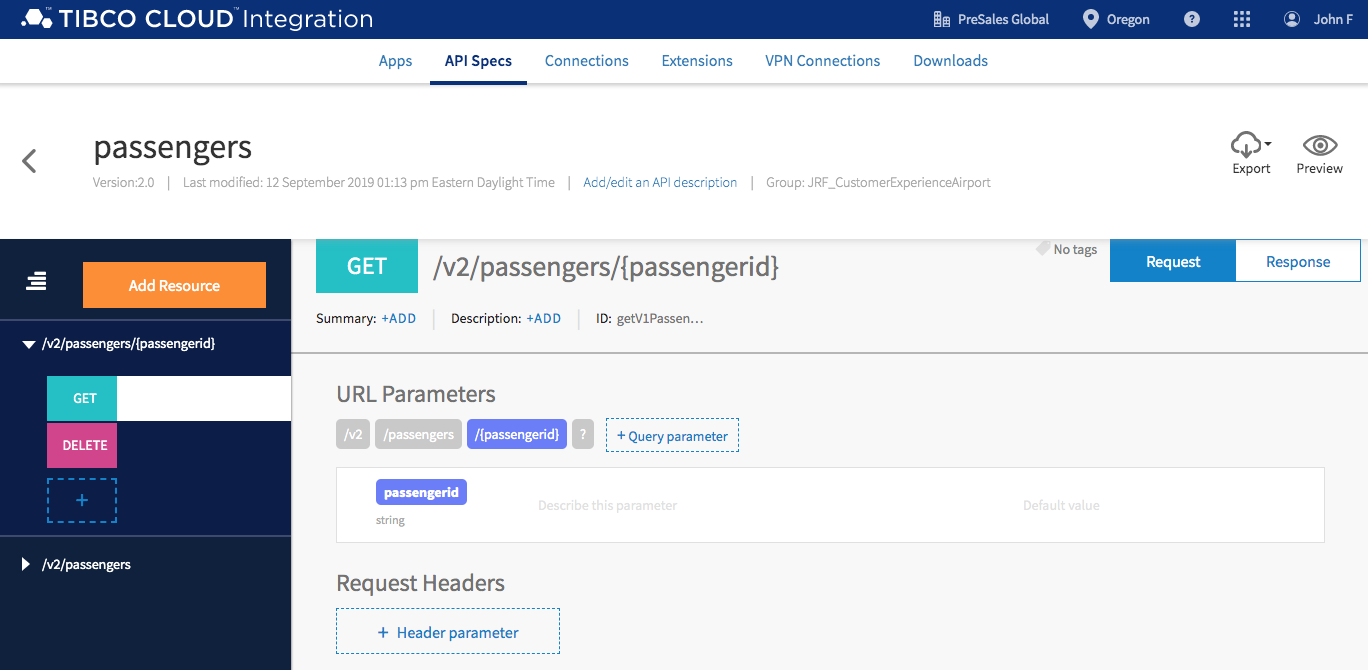 TIBCO CLOUD™ Integration
PreSales Global
Oregon
?
John F
Apps
API Specs
Connections
Extensions
VPN Connections
Downloads
passengers
Version:2.0 | Last modified: 12 September 2019 01:13 pm Eastern Daylight Time | Add/edit an API description | Group: JRF_CustomerExperienceAirport
Export
Preview
Add Resource
/v2/passengers/{passengerid}
GET
DELETE
+
/v2/passengers
GET
/v2/passengers/{passengerid}
No tags
Request
Response
Summary: +ADD
Description: +ADD
ID: getV1Passen...
URL Parameters
/v2
/passengers
/{passengerid}
?
+ Query parameter
passengerid
string
Describe this parameter
Default value
Request Headers
+ Header parameter